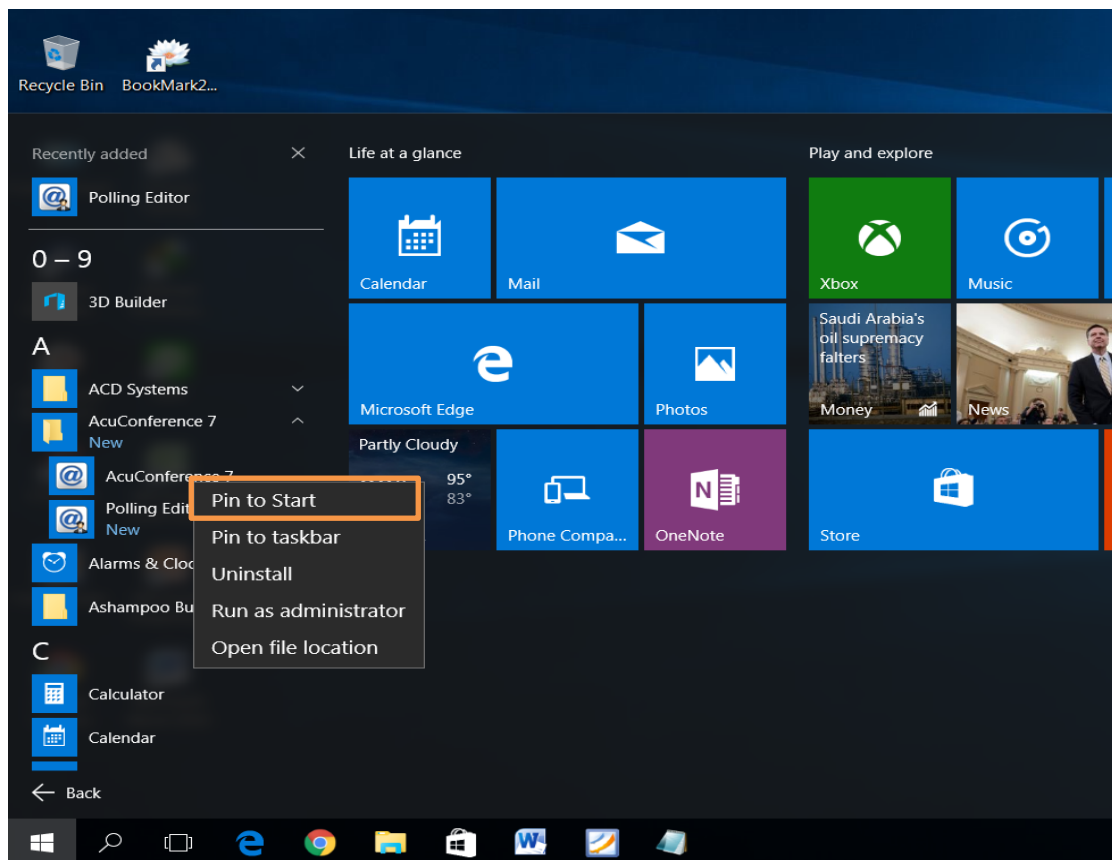 Recycle Bin
BookMark2...
Recently added
Polling Editor
0 – 9
3D Builder
A
ACD Systems
AcuConference 7
New
AcuConference 7
Polling Edit
New
Alarms & Cloc
Ashampoo Bu
C
Calculator
Calendar
Back
Pin to Start
Pin to taskbar
Uninstall
Run as administrator
Open file location
Life at a glance
Calendar
Mail
Microsoft Edge
Photos
Partly Cloudy
95°
83°
Phone Compa...
OneNote
Play and explore
Xbox
Music
Saudi Arabia's
oil supremacy
falters
Money
News
Store